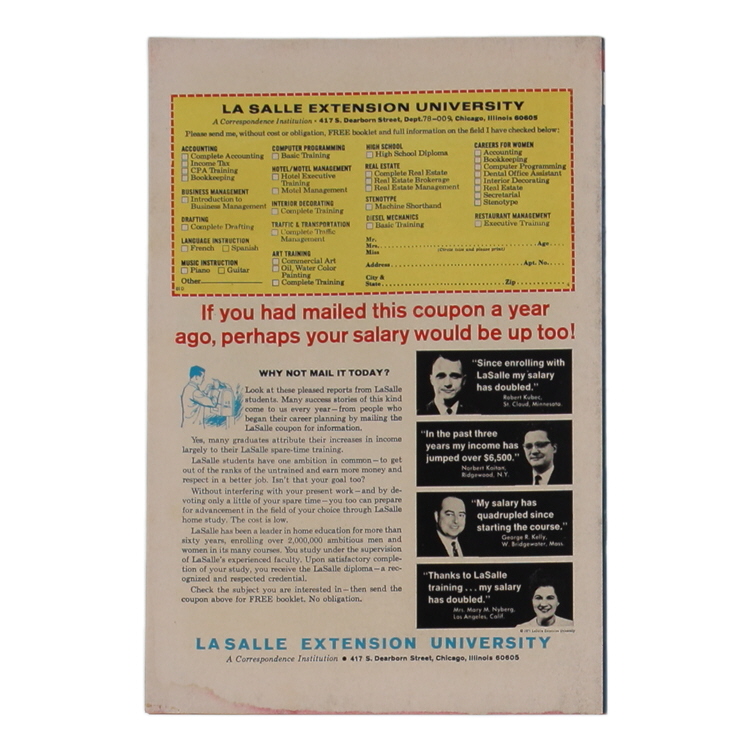 LA SALLE EXTENSION UNIVERSITY
A Correspondence Institution • 417 S. Dearborn Street, Dept. 76-009, Chicago, Illinois 60605
Please send me, without cost or obligation, FREE booklet and full information on the field I have checked below:
ACCOUNTING
Complete Accounting
Income Tax
CPA Training
Bookkeeping
BUSINESS MANAGEMENT
Introduction to
Business Management
DRAFTING
Complete Drafting
LANGUAGE INSTRUCTION
French Spanish
MUSIC INSTRUCTION
Piano Guitar
Other
COMPUTER PROGRAMMING
Basic Training
HOTEL/MOTEL MANAGEMENT
Hotel Executive
Training
Motel Management
INTERIOR DECORATING
Complete Training
TRAFFIC & TRANSPORTATION
Complete Traffic
Management
ART TRAINING
Commercial Art
Oil, Water Color
Painting
Complete Training
HIGH SCHOOL
High School Diploma
REAL ESTATE
Complete Real Estate
Real Estate Brokerage
Real Estate Management
STENOTYPE
Machine Shorthand
DIESEL MECHANICS
Basic Training
CAREERS FOR WOMEN
Accounting
Bookkeeping
Computer Programming
Dental Office Assistant
Interior Decorating
Real Estate
Secretarial
Stenotype
RESTAURANT MANAGEMENT
Executive Training
Mr.
Mrs. Age
Miss (Circle title and please print)
Address Apt. No.
City &
State Zip
If you had mailed this coupon a year
ago, perhaps your salary would be up too!
WHY NOT MAIL IT TODAY?
Look at these pleased reports from LaSalle
students. Many success stories of this kind
come to us every year—from people who
began their career planning by mailing the
LaSalle coupon for information.
Yes, many graduates attribute their increases in income
largely to their LaSalle spare-time training.
LaSalle students have one ambition in common—to get
out of the ranks of the untrained and earn more money and
respect in a better job. Isn't that your goal too?
Without interfering with your present work—and by de-
voting only a little of your spare time—you too can prepare
for advancement in the field of your choice through LaSalle
home study. The cost is low.
LaSalle has been a leader in home education for more than
sixty years, enrolling over 2,000,000 ambitious men and
women in its many courses. You study under the supervision
of LaSalle's experienced faculty. Upon satisfactory comple-
tion of your study, you receive the LaSalle diploma—a rec-
ognized and respected credential.
Check the subject you are interested in—then send the
coupon above for FREE booklet. No obligation.
"Since enrolling with
LaSalle my salary
has doubled."
Robert Kubec,
St. Cloud, Minnesota.
"In the past three
years my income has
jumped over $6,500."
Norbert Kaiten,
Ridgewood, N.Y.
"My salary has
quadrupled since
starting the course."
George R. Kelly,
W. Bridgewater, Mass.
"Thanks to LaSalle
training . . . my salary
has doubled."
Mrs. Mary M. Nyberg,
Los Angeles, Calif.
LA SALLE EXTENSION UNIVERSITY
A Correspondence Institution • 417 S. Dearborn Street, Chicago, Illinois 60605